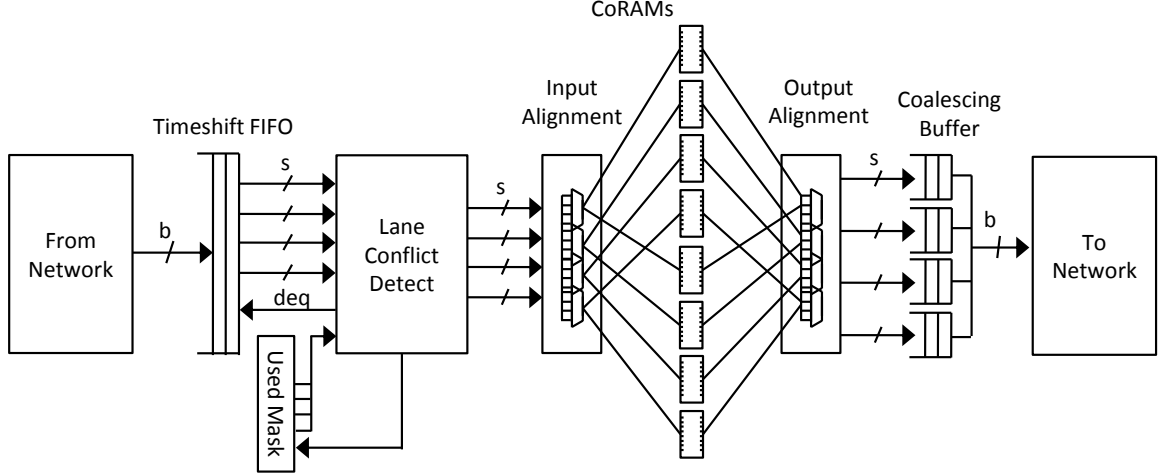 CoRAMs
Input
Alignment
Output
Alignment
Coalescing
Buffer
Timeshift FIFO
From
Network
b
s
deq
Used Mask
Lane
Conflict
Detect
s
s
b
To
Network